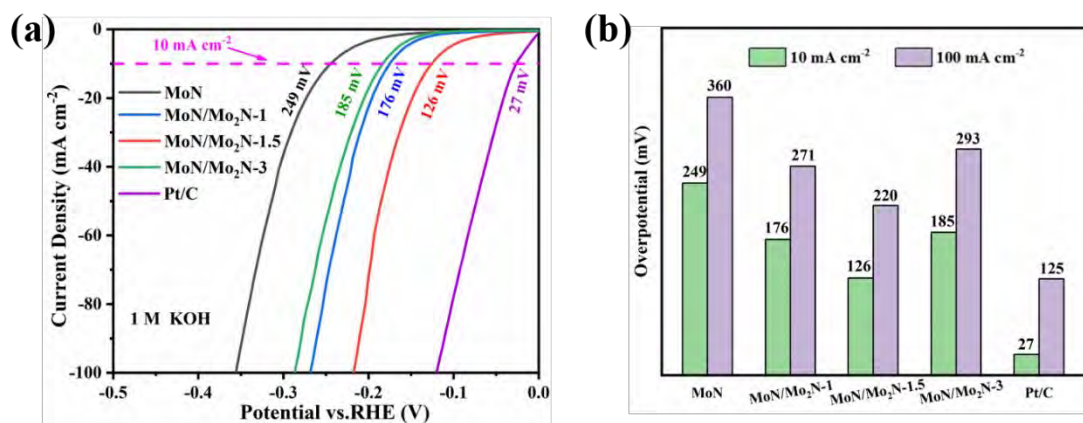 (a)
0
-20
-40
-60
-80
-100
Current Density (mA cm⁻²)
10 mA cm⁻²
MoN
MoN/Mo₂N-1
MoN/Mo₂N-1.5
MoN/Mo₂N-3
Pt/C
249 mV
185 mV
176 mV
126 mV
27 mV
1 M KOH
-0.5
-0.4
-0.3
-0.2
-0.1
0.0
Potential vs.RHE (V)
(b)
10 mA cm⁻²
100 mA cm⁻²
Overpotential (mV)
249
360
176
271
126
220
185
293
27
125
MoN
MoN/Mo₂N-1
MoN/Mo₂N-1.5
MoN/Mo₂N-3
Pt/C